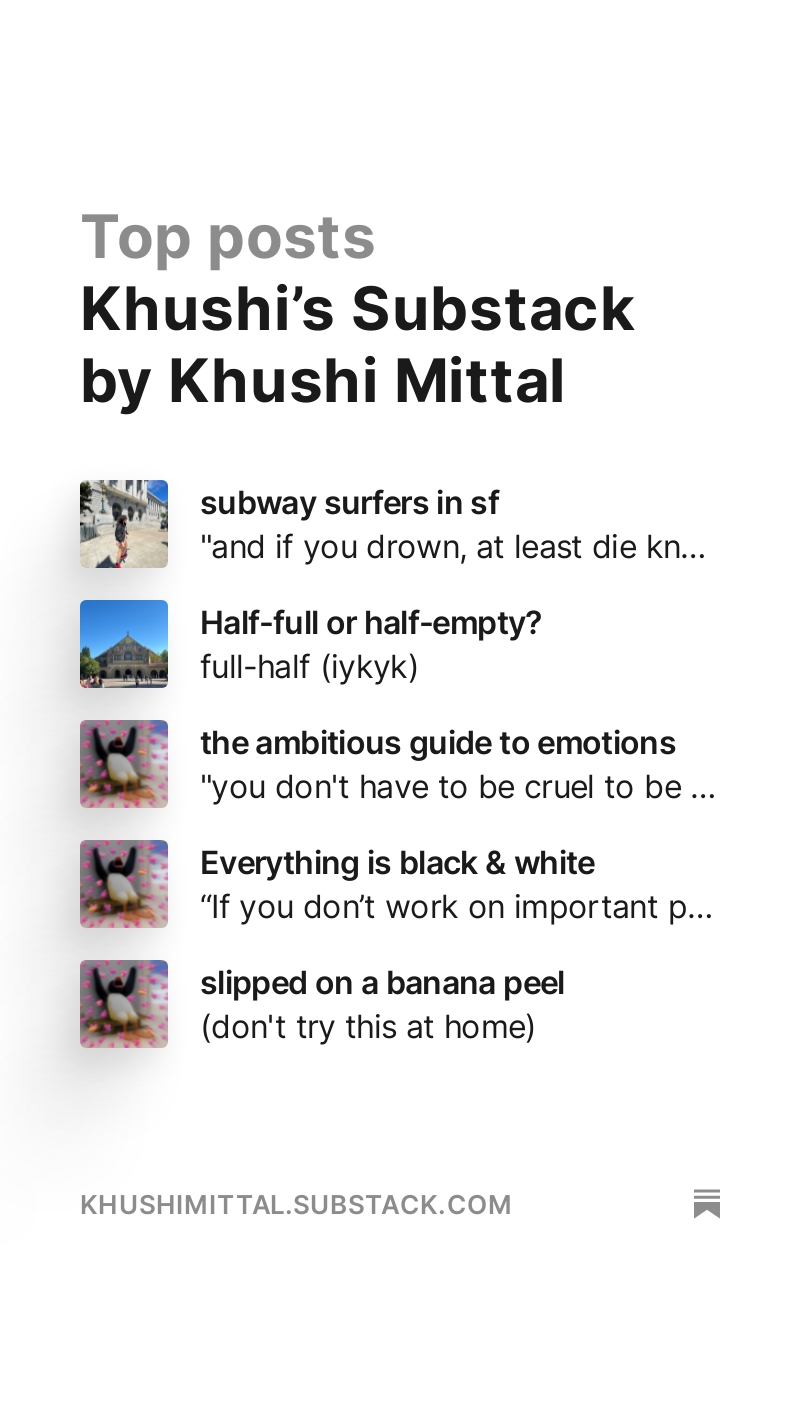 Top posts
Khushi’s Substack
by Khushi Mittal
subway surfers in sf
"and if you drown, at least die kn...
Half-full or half-empty?
full-half (iykyk)
the ambitious guide to emotions
"you don't have to be cruel to be ...
Everything is black & white
“If you don’t work on important p...
slipped on a banana peel
(don't try this at home)
KHUSHIMITTAL.SUBSTACK.COM